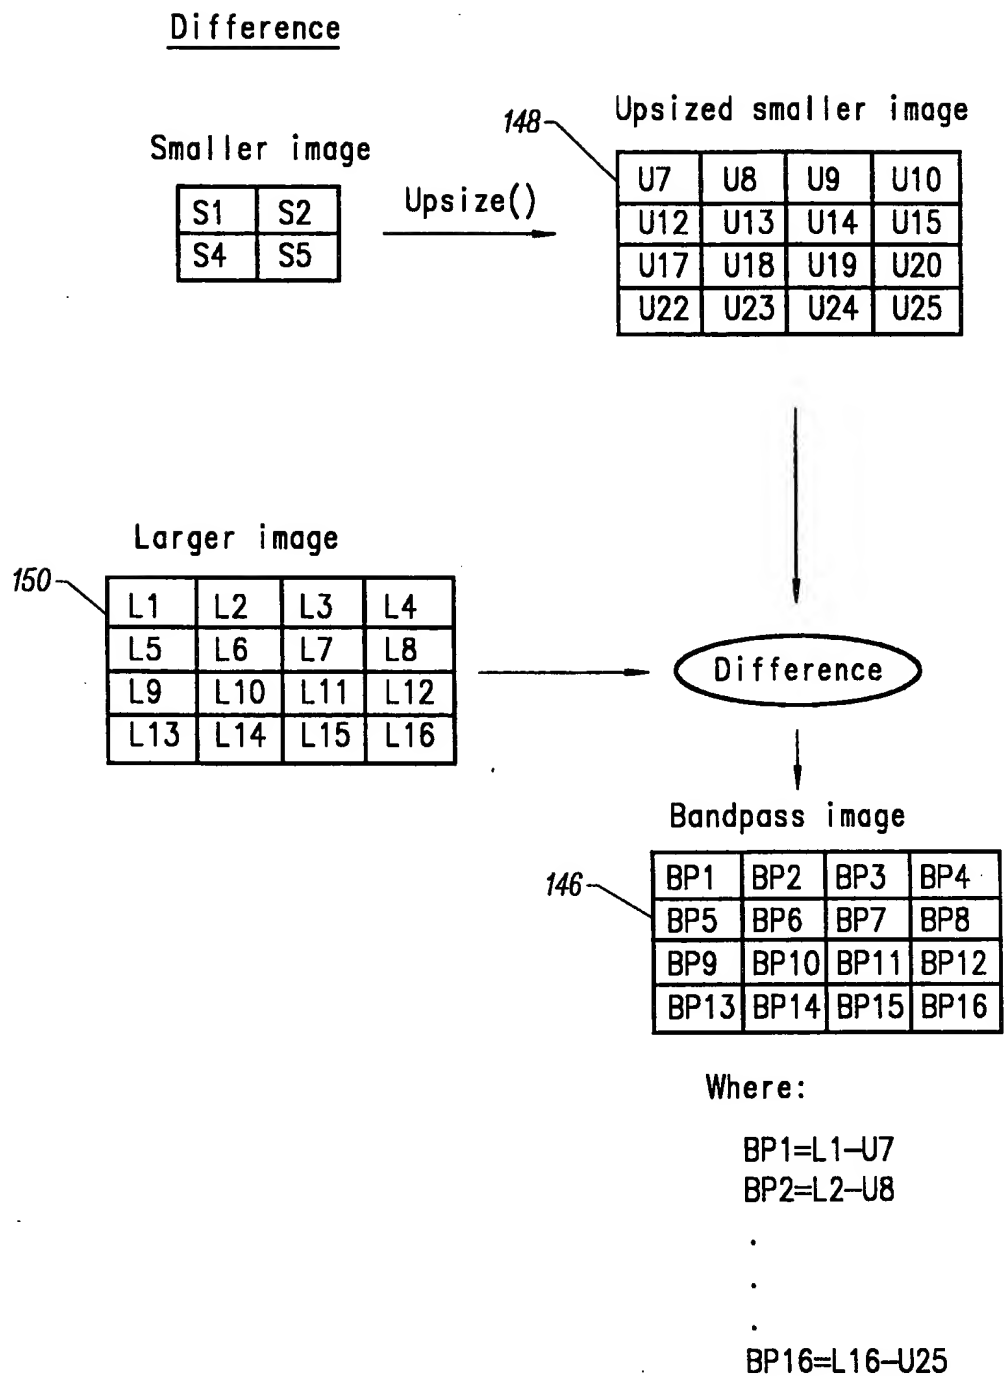 Difference
Smaller image
S1 S2
S4 S5
Upsize()
148
Upsized smaller image
U7 U8 U9 U10
U12 U13 U14 U15
U17 U18 U19 U20
U22 U23 U24 U25
Larger image
150
L1 L2 L3 L4
L5 L6 L7 L8
L9 L10 L11 L12
L13 L14 L15 L16
Difference
Bandpass image
146
BP1 BP2 BP3 BP4
BP5 BP6 BP7 BP8
BP9 BP10 BP11 BP12
BP13 BP14 BP15 BP16
Where:
BP1=L1–U7
BP2=L2–U8
.
.
.
BP16=L16–U25